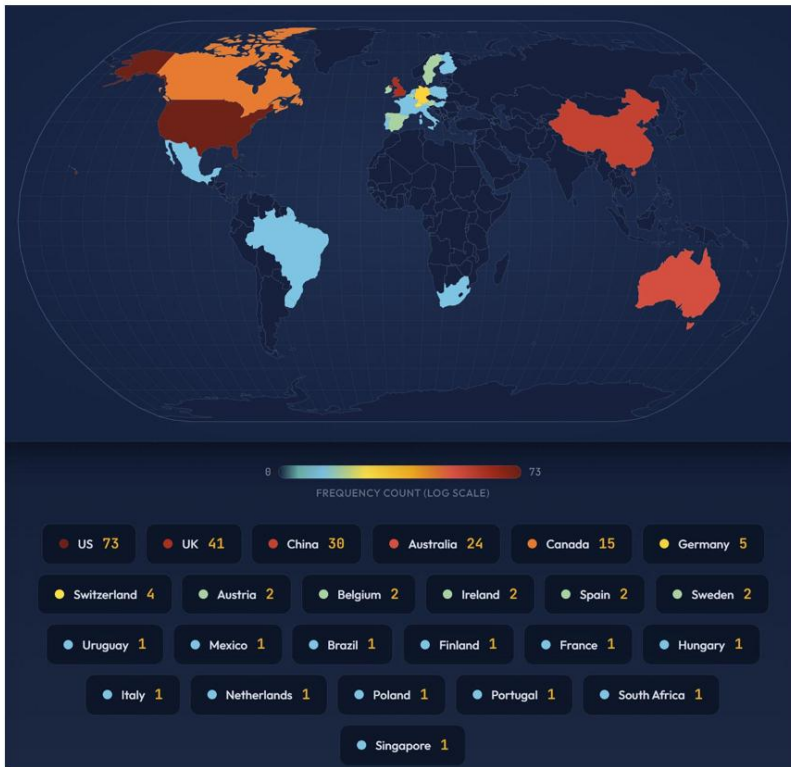 0 73
FREQUENCY COUNT (LOG SCALE)
US 73 UK 41 China 30 Australia 24 Canada 15 Germany 5
Switzerland 4 Austria 2 Belgium 2 Ireland 2 Spain 2 Sweden 2
Uruguay 1 Mexico 1 Brazil 1 Finland 1 France 1 Hungary 1
Italy 1 Netherlands 1 Poland 1 Portugal 1 South Africa 1
Singapore 1